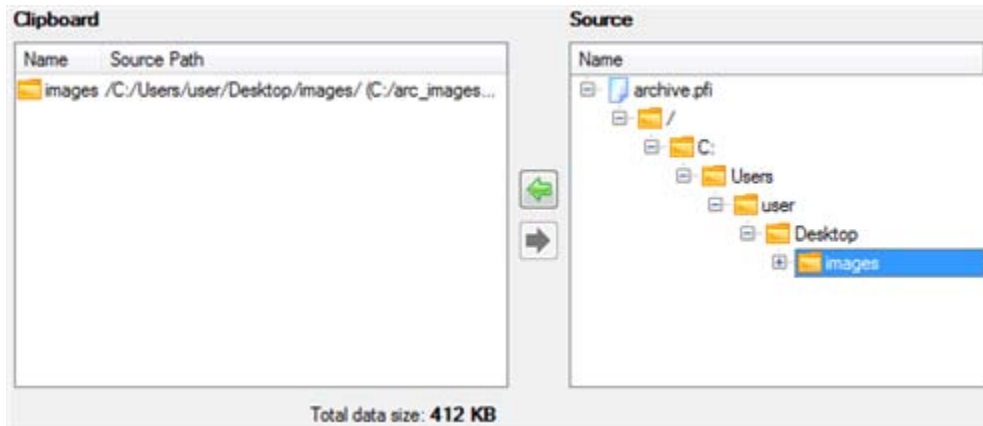 Clipboard
Name Source Path
images /C:/Users/user/Desktop/images/ (C:/arc_images...
Total data size: 412 KB
Source
Name
archive.pfi
/
C:
Users
user
Desktop
images